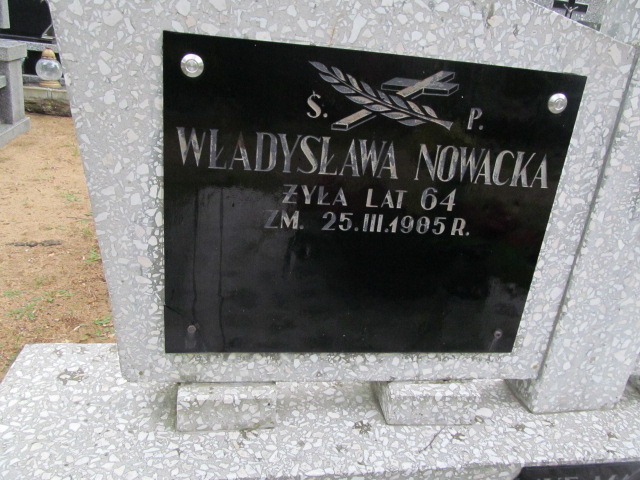 Ś. P.
WŁADYSŁAWA NOWACKA
ŻYŁA LAT 64
ZM. 25.III.1985 R.